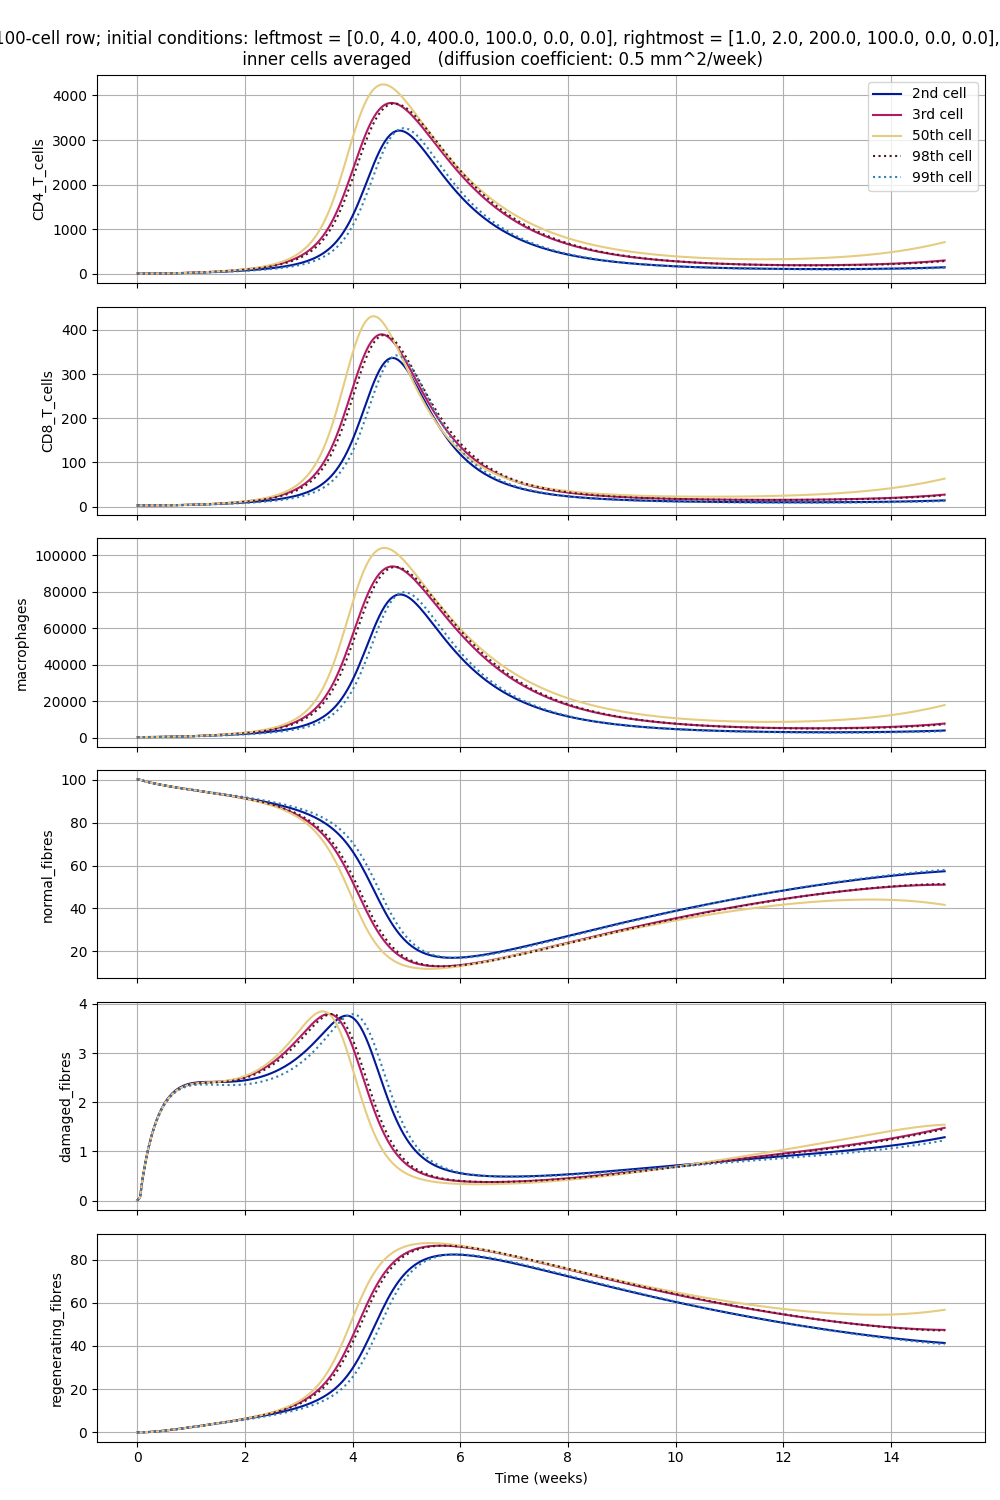 100-cell row; initial conditions: leftmost = [0.0, 4.0, 400.0, 100.0, 0.0, 0.0], rightmost = [1.0, 2.0, 200.0, 100.0, 0.0, 0.0],
inner cells averaged (diffusion coefficient: 0.5 mm^2/week)
2nd cell
3rd cell
50th cell
98th cell
99th cell
CD4_T_cells
4000
3000
2000
1000
0
CD8_T_cells
400
300
200
100
0
macrophages
100000
80000
60000
40000
20000
0
normal_fibres
100
80
60
40
20
damaged_fibres
4
3
2
1
0
regenerating_fibres
80
60
40
20
0
0 2 4 6 8 10 12 14
Time (weeks)